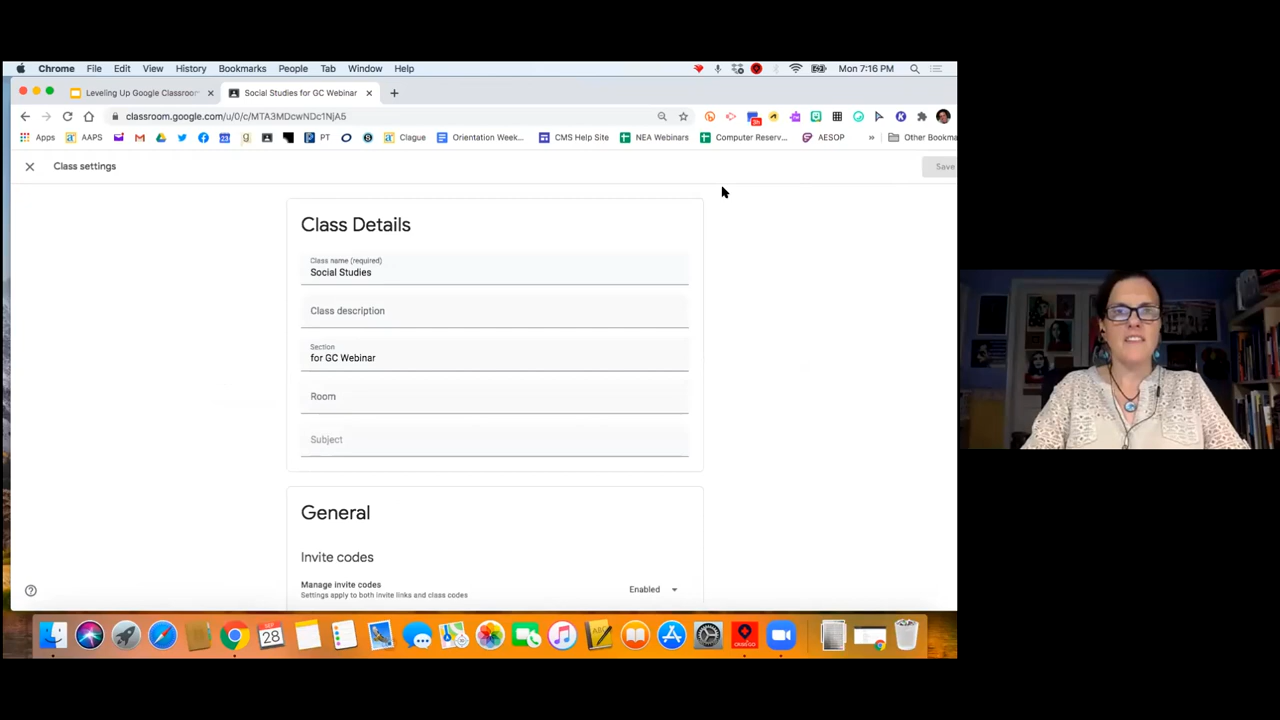 Chrome File Edit View History Bookmarks People Tab Window Help Mon 7:16 PM
Leveling Up Google Classroom Social Studies for GC Webinar
classroom.google.com/u/0/c/MTA3MDcwNDc1NjA5
Apps AAPS Clague Orientation Week... CMS Help Site NEA Webinars Computer Reserv... AESOP » Other Bookma
Class settings Save
Class Details
Class name (required)
Social Studies
Class description
Section
for GC Webinar
Room
Subject
General
Invite codes
Manage invite codes
Settings apply to both invite links and class codes
Enabled
28